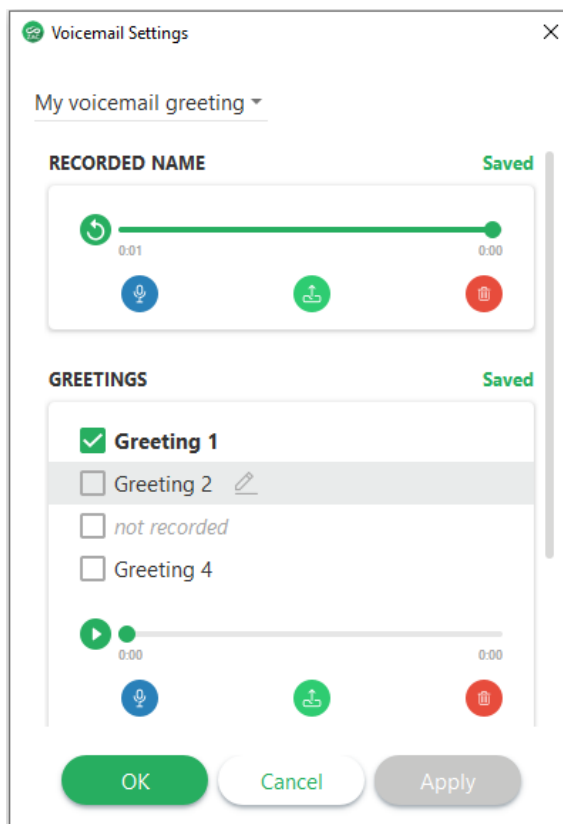 ZAC
Voicemail Settings
My voicemail greeting
RECORDED NAME Saved
0:01 0:00
GREETINGS Saved
Greeting 1
Greeting 2
not recorded
Greeting 4
0:00 0:00
OK Cancel Apply